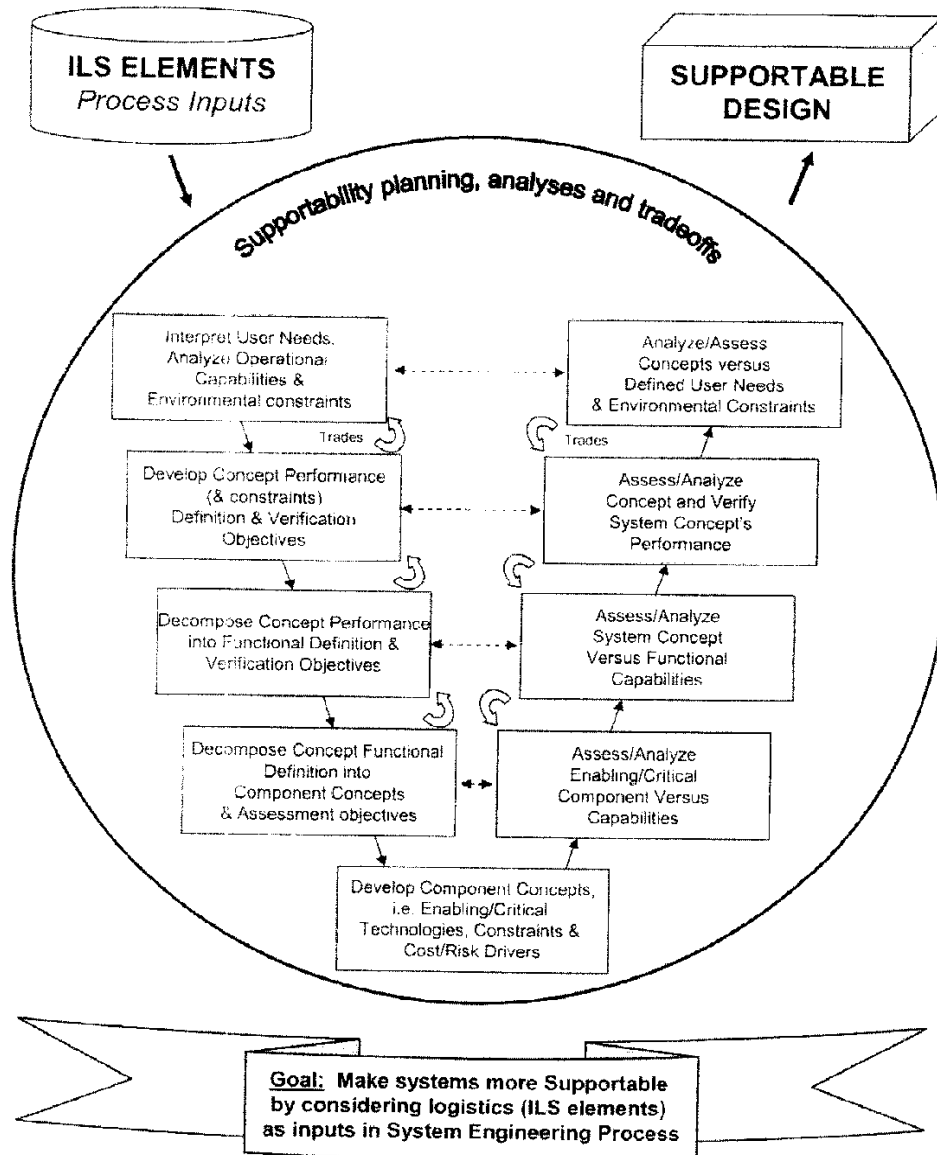 ILS ELEMENTS
Process Inputs
SUPPORTABLE
DESIGN
Supportability planning, analyses and tradeoffs
Interpret User Needs,
Analyze Operational
Capabilities &
Environmental constraints
Analyze/Assess
Concepts versus
Defined User Needs
& Environmental Constraints
Trades
Trades
Develop Concept Performance
(& constraints)
Definition & Verification
Objectives
Assess/Analyze
Concept and Verify
System Concept's
Performance
Decompose Concept Performance
into Functional Definition &
Verification Objectives
Assess/Analyze
System Concept
Versus Functional
Capabilities
Decompose Concept Functional
Definition into
Component Concepts
& Assessment objectives
Assess/Analyze
Enabling/Critical
Component Versus
Capabilities
Develop Component Concepts,
i.e. Enabling/Critical
Technologies, Constraints &
Cost/Risk Drivers
Goal: Make systems more Supportable
by considering logistics (ILS elements)
as inputs in System Engineering Process